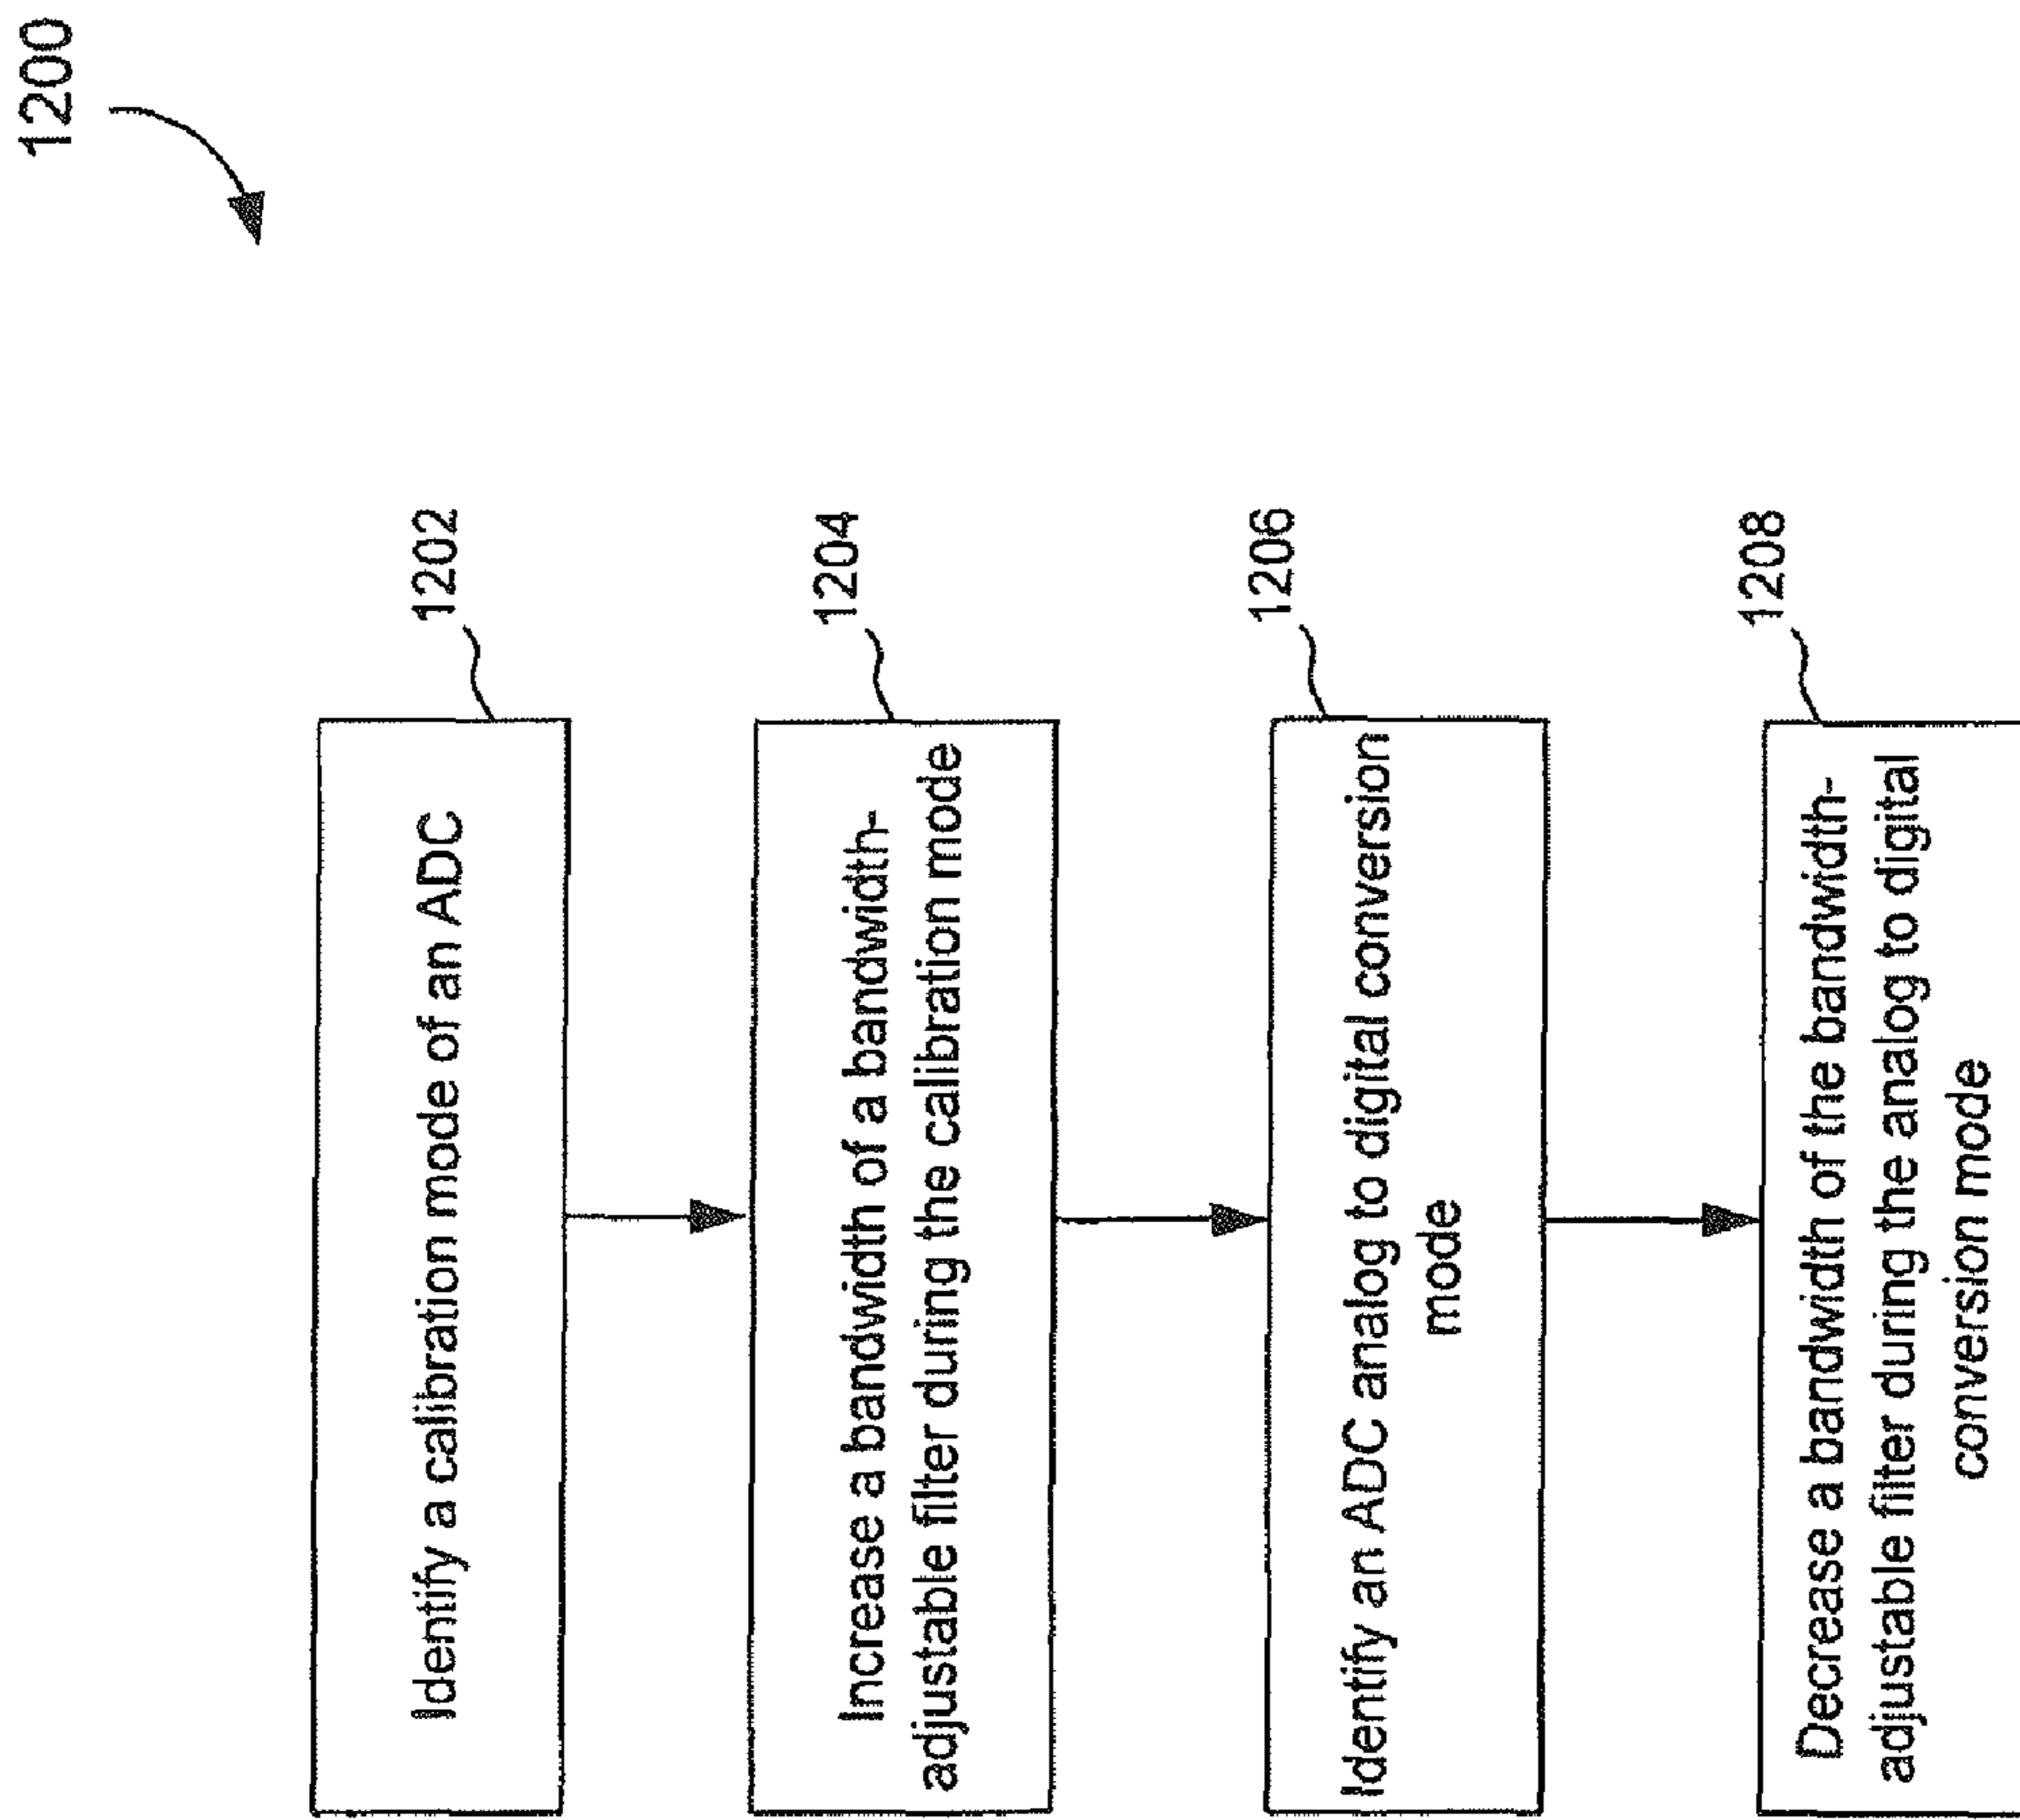 1200
1202
Identify a calibration mode of an ADC
1204
Increase a bandwidth of a bandwidth-
adjustable filter during the calibration mode
1206
Identify an ADC analog to digital conversion
mode
1208
Decrease a bandwidth of the bandwidth-
adjustable filter during the analog to digital
conversion mode